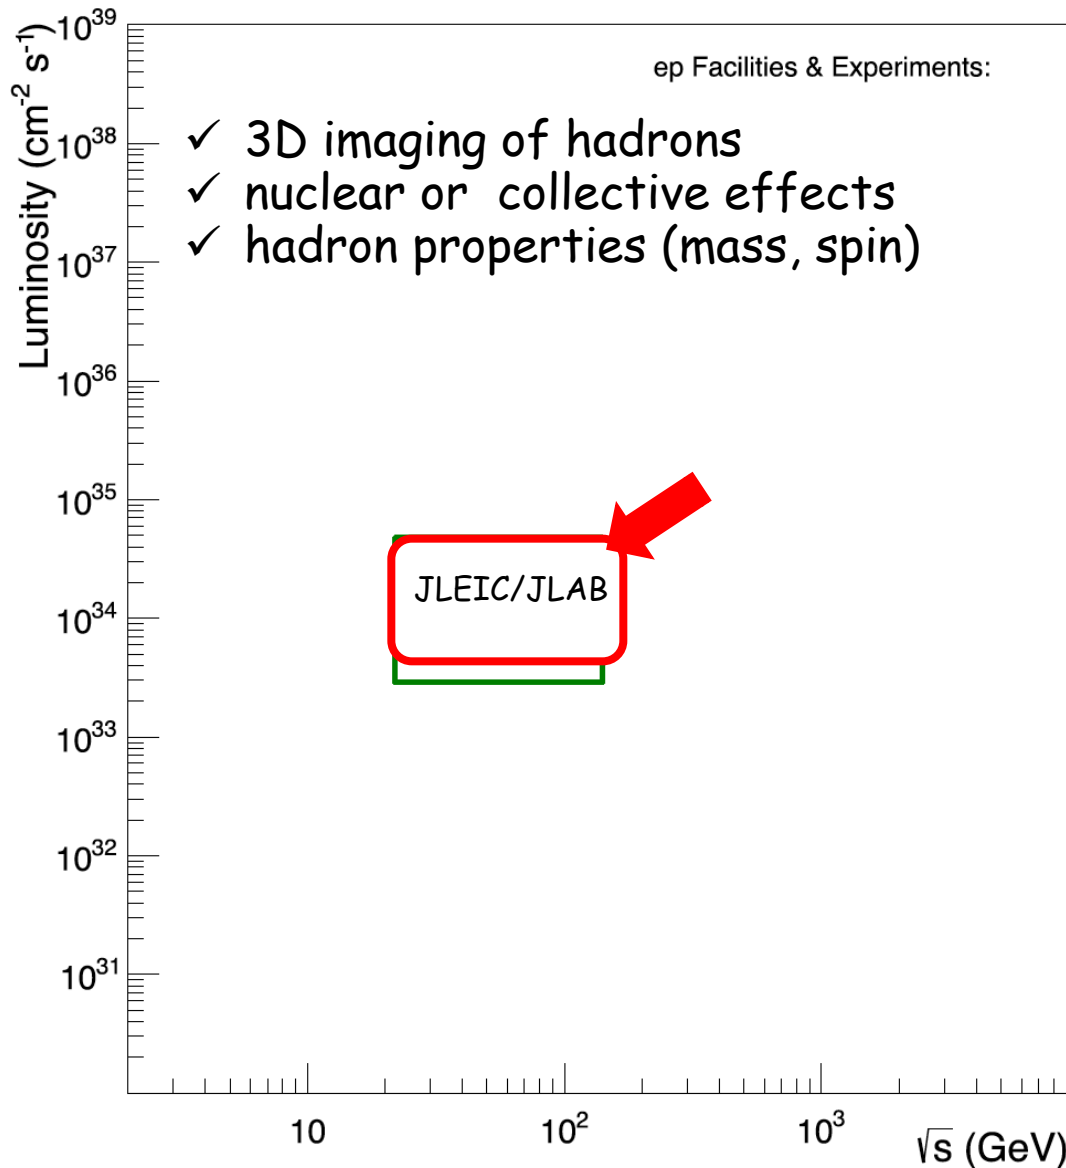 10³⁹
ep Facilities & Experiments:
Luminosity (cm⁻² s⁻¹)
10³⁸
✓ 3D imaging of hadrons
✓ nuclear or collective effects
✓ hadron properties (mass, spin)
10³⁷
10³⁶
10³⁵
JLEIC/JLAB
10³⁴
10³³
10³²
10³¹
10 10² 10³
√s (GeV)